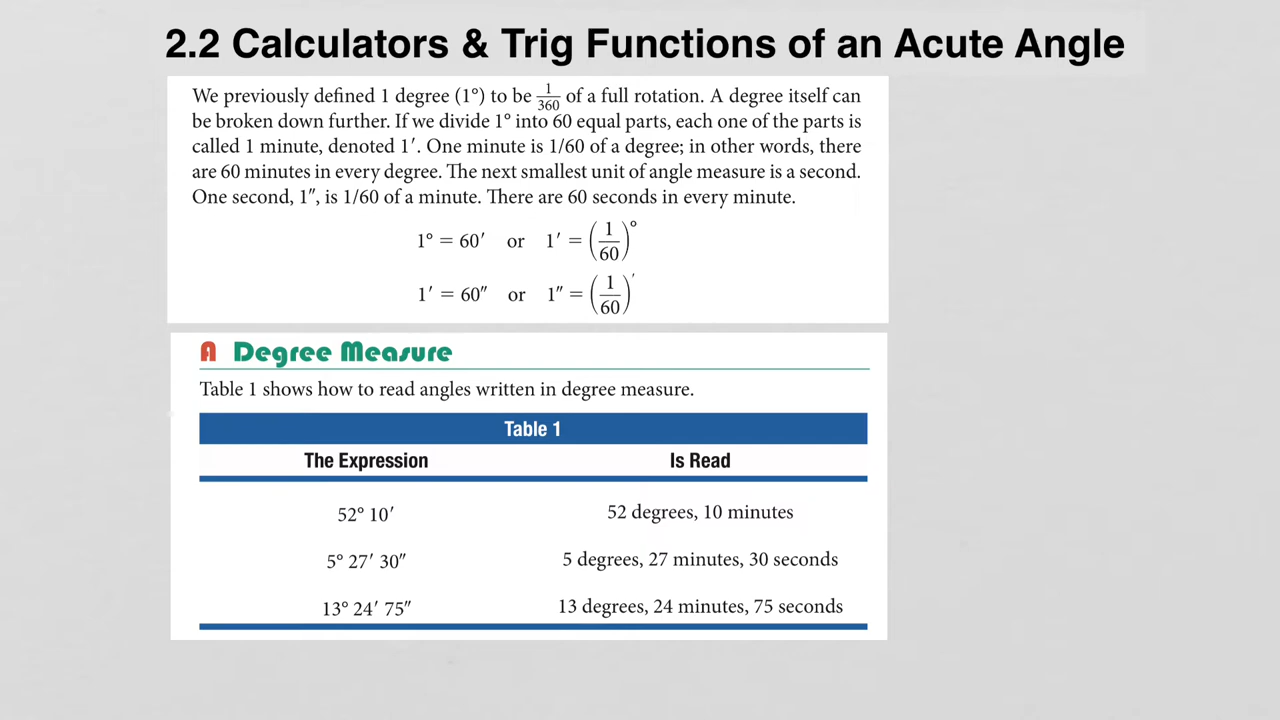 2.2 Calculators & Trig Functions of an Acute Angle
We previously defined 1 degree (1°) to be 1/360 of a full rotation. A degree itself can
be broken down further. If we divide 1° into 60 equal parts, each one of the parts is
called 1 minute, denoted 1′. One minute is 1/60 of a degree; in other words, there
are 60 minutes in every degree. The next smallest unit of angle measure is a second.
One second, 1″, is 1/60 of a minute. There are 60 seconds in every minute.
1° = 60′ or 1′ = (1/60)°
1′ = 60″ or 1″ = (1/60)′
A Degree Measure
Table 1 shows how to read angles written in degree measure.
Table 1
The Expression Is Read
52° 10′ 52 degrees, 10 minutes
5° 27′ 30″ 5 degrees, 27 minutes, 30 seconds
13° 24′ 75″ 13 degrees, 24 minutes, 75 seconds